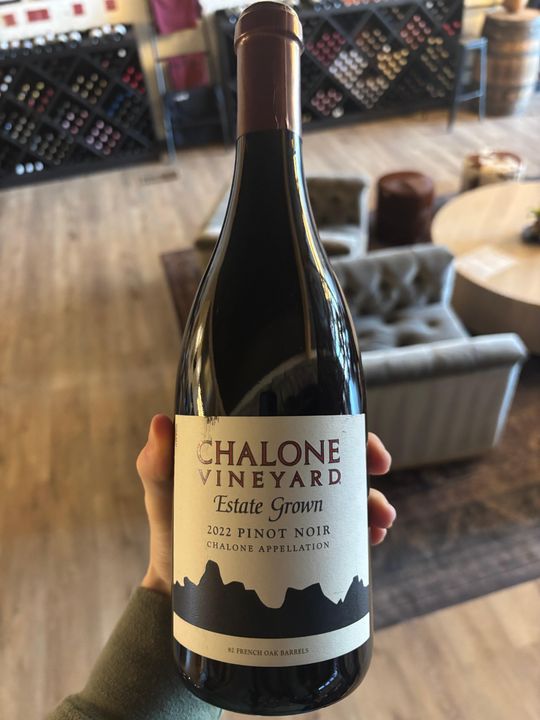 CHALONE
VINEYARD
Estate Grown
2022 PINOT NOIR
CHALONE APPELLATION
82 FRENCH OAK BARRELS